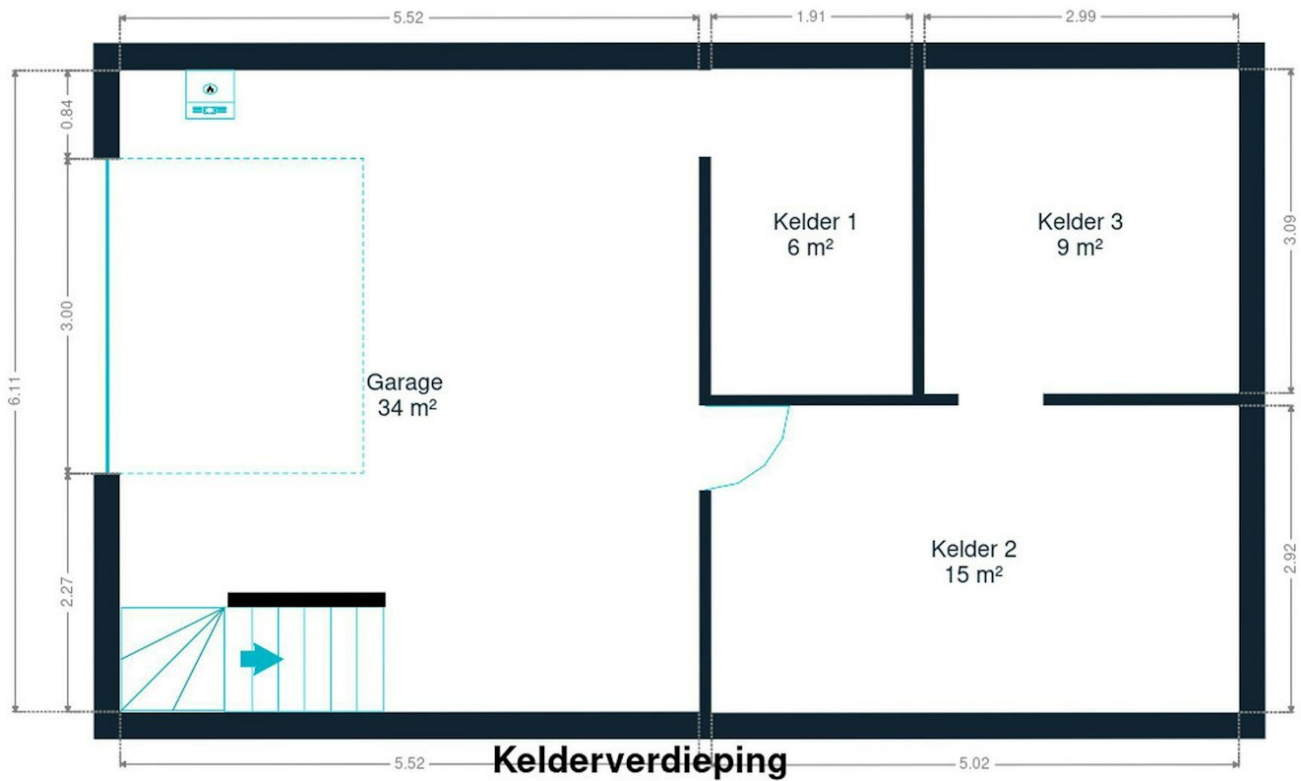 5.52
1.91
2.99
0.84
3.00
6.11
2.27
3.09
2.92
Kelder 1
6 m²
Kelder 3
9 m²
Garage
34 m²
Kelder 2
15 m²
5.52
5.02
Kelderverdieping